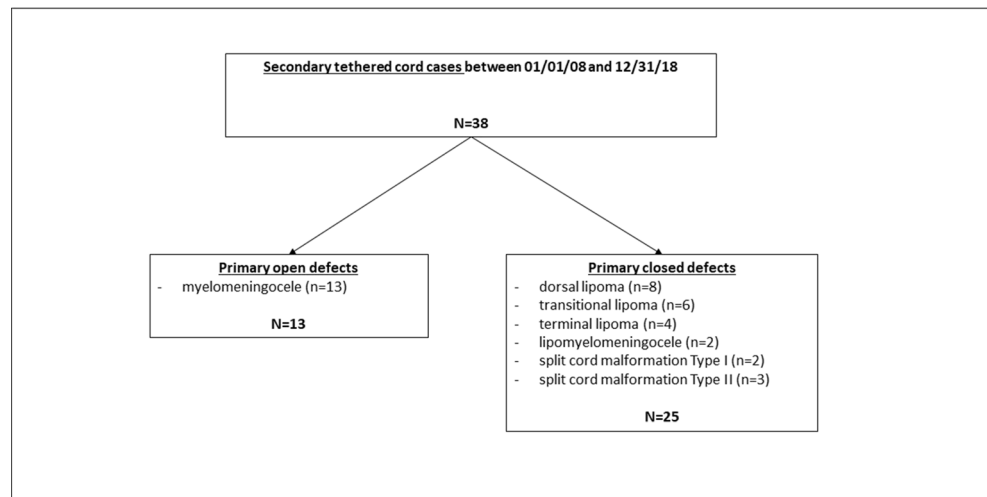 Secondary tethered cord cases between 01/01/08 and 12/31/18
N=38
Primary open defects
- myelomeningocele (n=13)
N=13
Primary closed defects
- dorsal lipoma (n=8)
- transitional lipoma (n=6)
- terminal lipoma (n=4)
- lipomyelomeningocele (n=2)
- split cord malformation Type I (n=2)
- split cord malformation Type II (n=3)
N=25